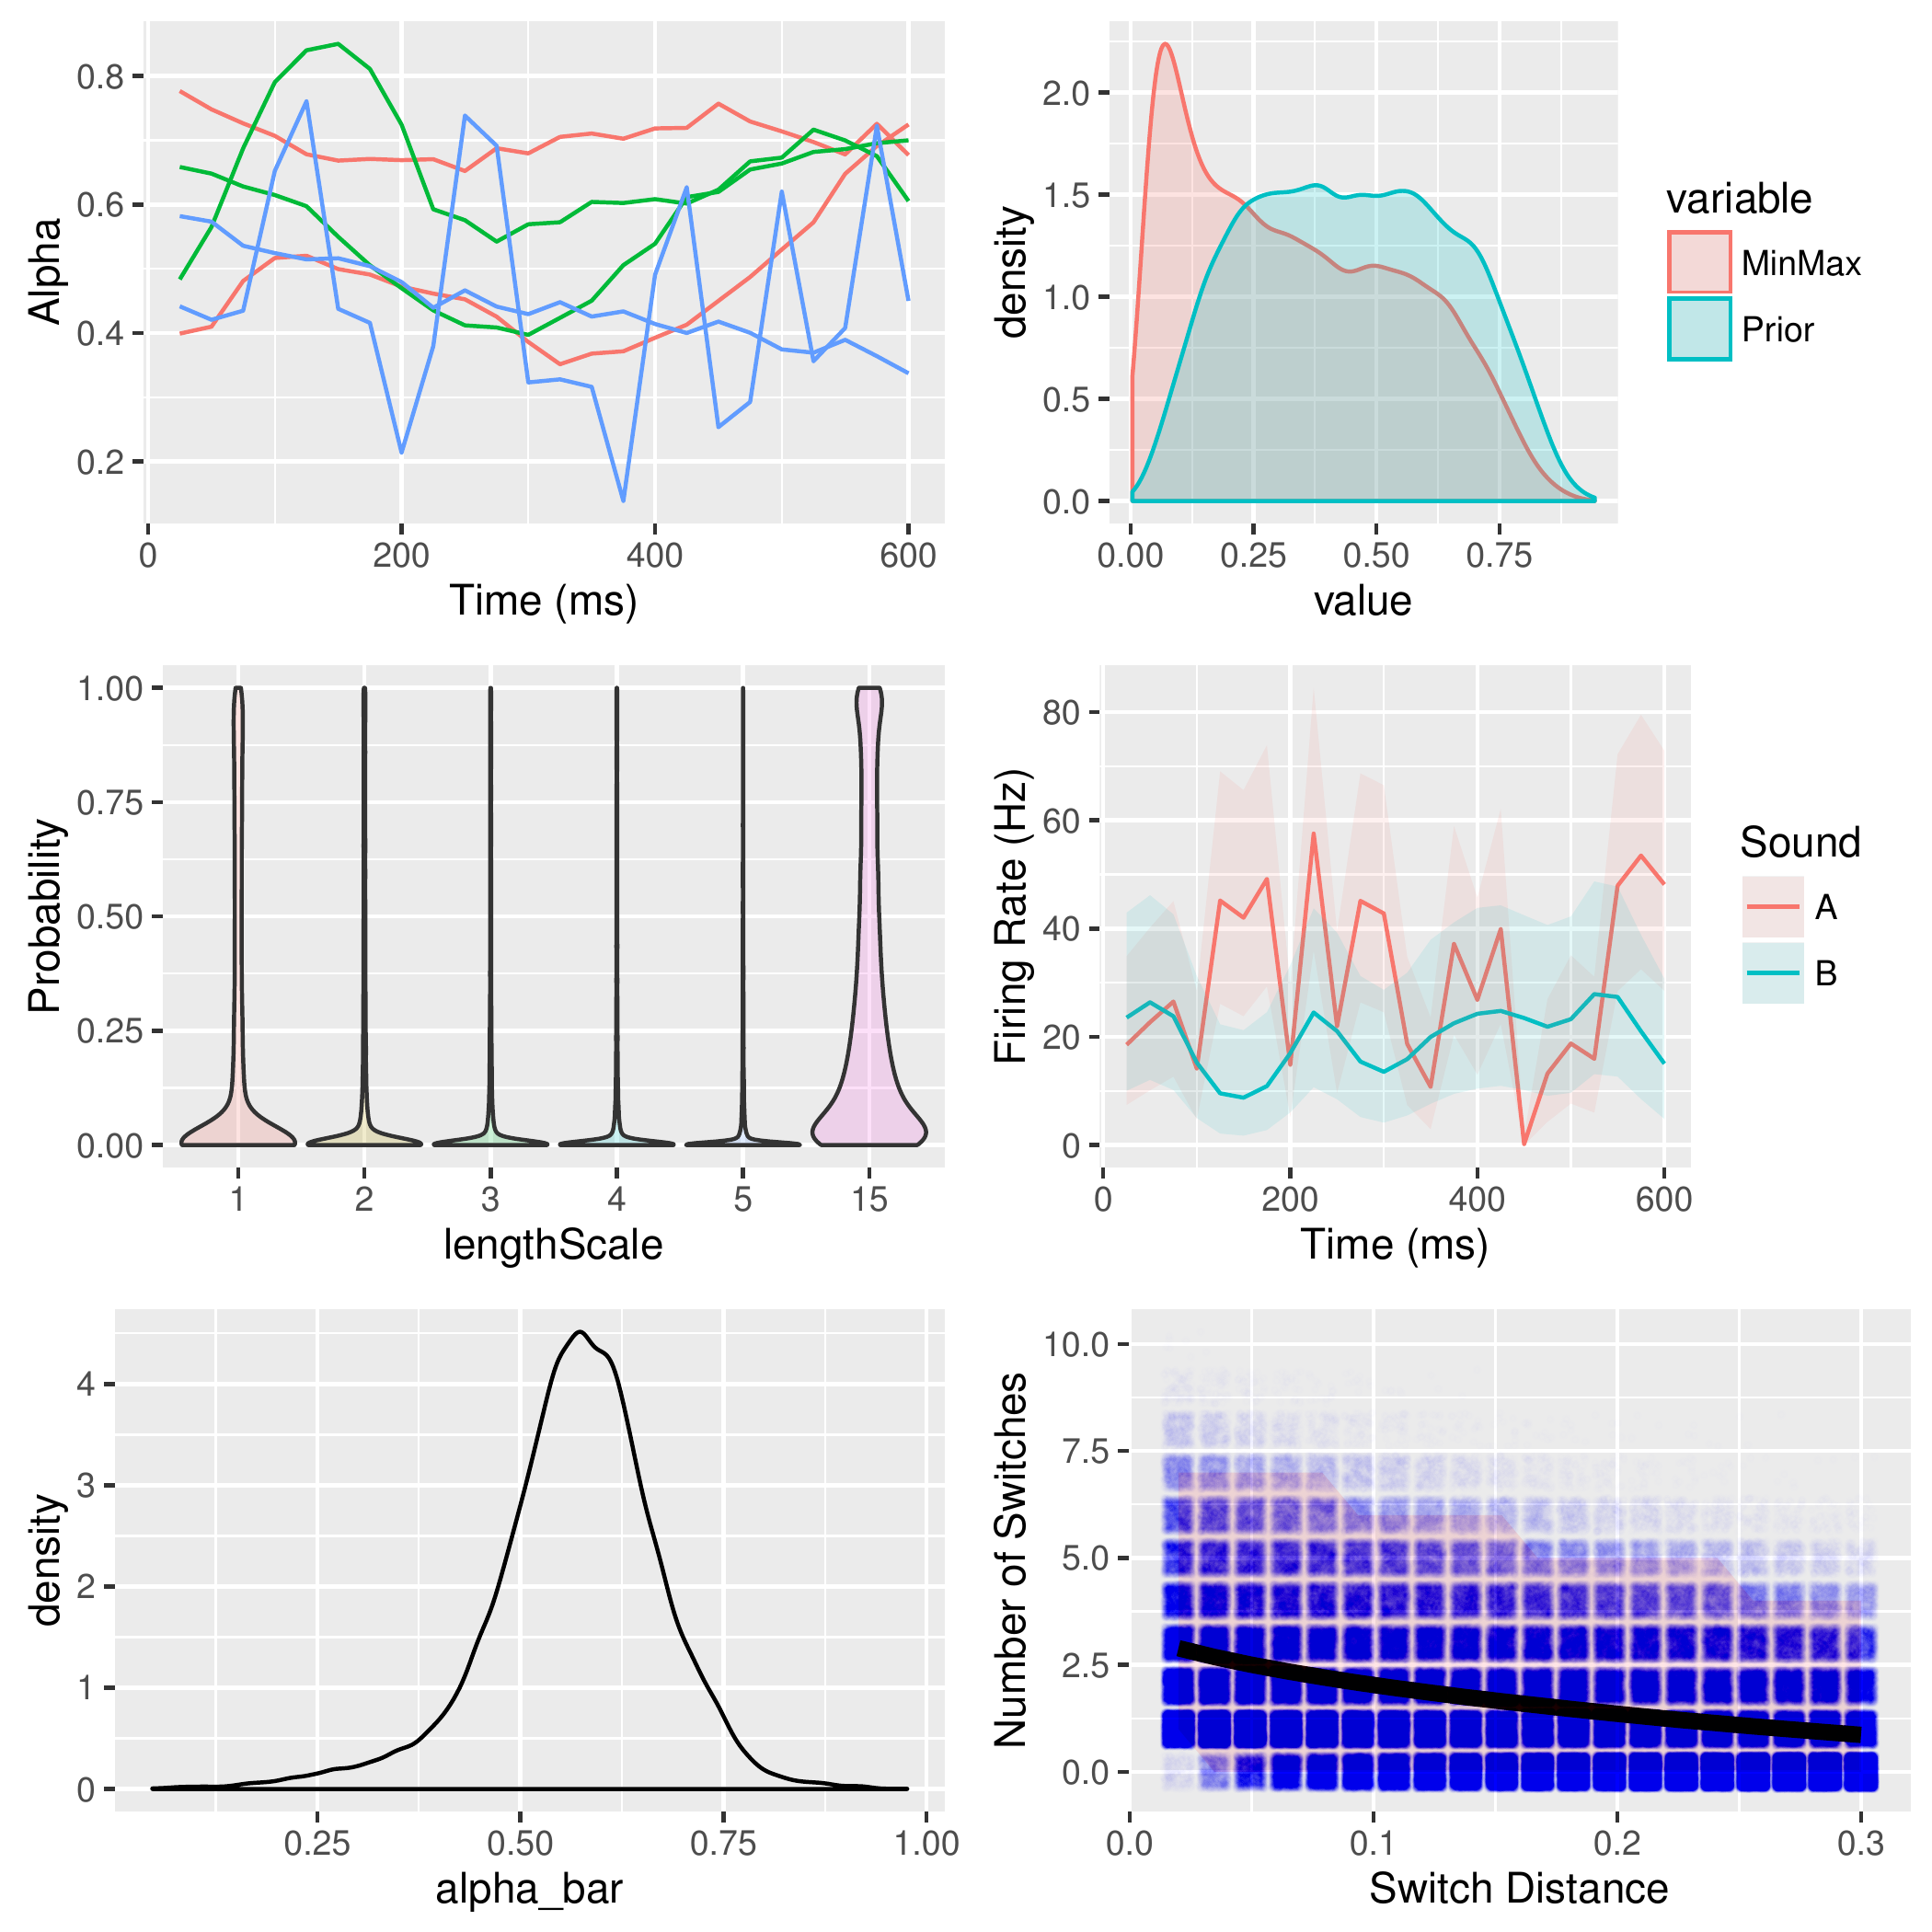 Alpha
0.8
0.6
0.4
0.2
0 200 400 600
Time (ms)
density
2.0
1.5
1.0
0.5
0.0
0.00 0.25 0.50 0.75
value
variable
MinMax
Prior
Probability
1.00
0.75
0.50
0.25
0.00
1 2 3 4 5 15
lengthScale
Firing Rate (Hz)
80
60
40
20
0
0 200 400 600
Time (ms)
Sound
A
B
density
4
3
2
1
0
0.25 0.50 0.75 1.00
alpha_bar
Number of Switches
10.0
7.5
5.0
2.5
0.0
0.0 0.1 0.2 0.3
Switch Distance